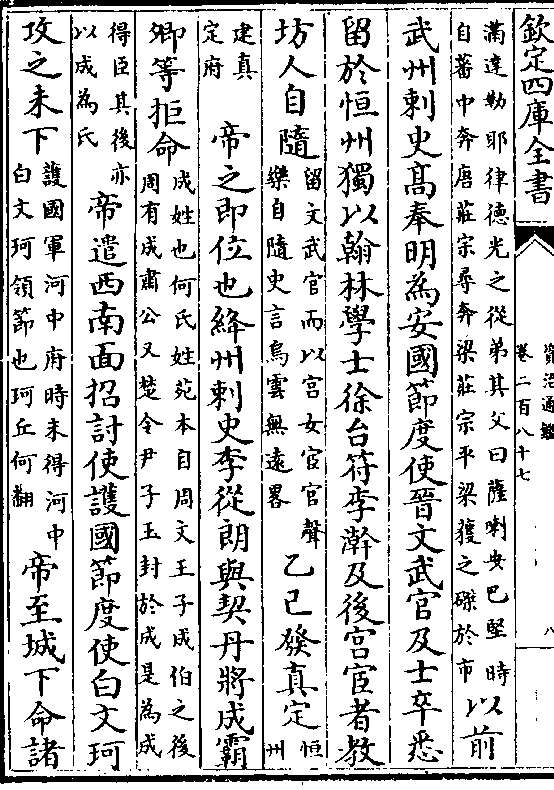 欽定四庫全書
資治通鑑
卷二百八十七
八
滿達勒耶律德光之從弟其父曰薩喇安巴堅時
自蕃中奔唐莊宗尋奔梁莊宗平梁獲之磔於市
以前
武州刺史髙奉明為安國節度使晉文武官及士卒悉
留於恒州獨以翰林學士徐台符李澣及後宫宦者教
坊人自隨
留文武官而以宫女宦官聲
樂自隨史言烏雲無遠畧
乙己發真定
恒州
建真
定府
帝之即位也絳州刺史李從朗與契丹將成霸
卿等拒命
成姓也何氏姓苑本自周文王子成伯之後
周有成肅公又楚令尹子玉封於成是為成
得臣其後亦
以成為氏
帝遣西南面招討使護國節度使白文珂
攻之未下
護國軍河中府時未得河中
白文珂領節也珂丘何翻
帝至城下命諸